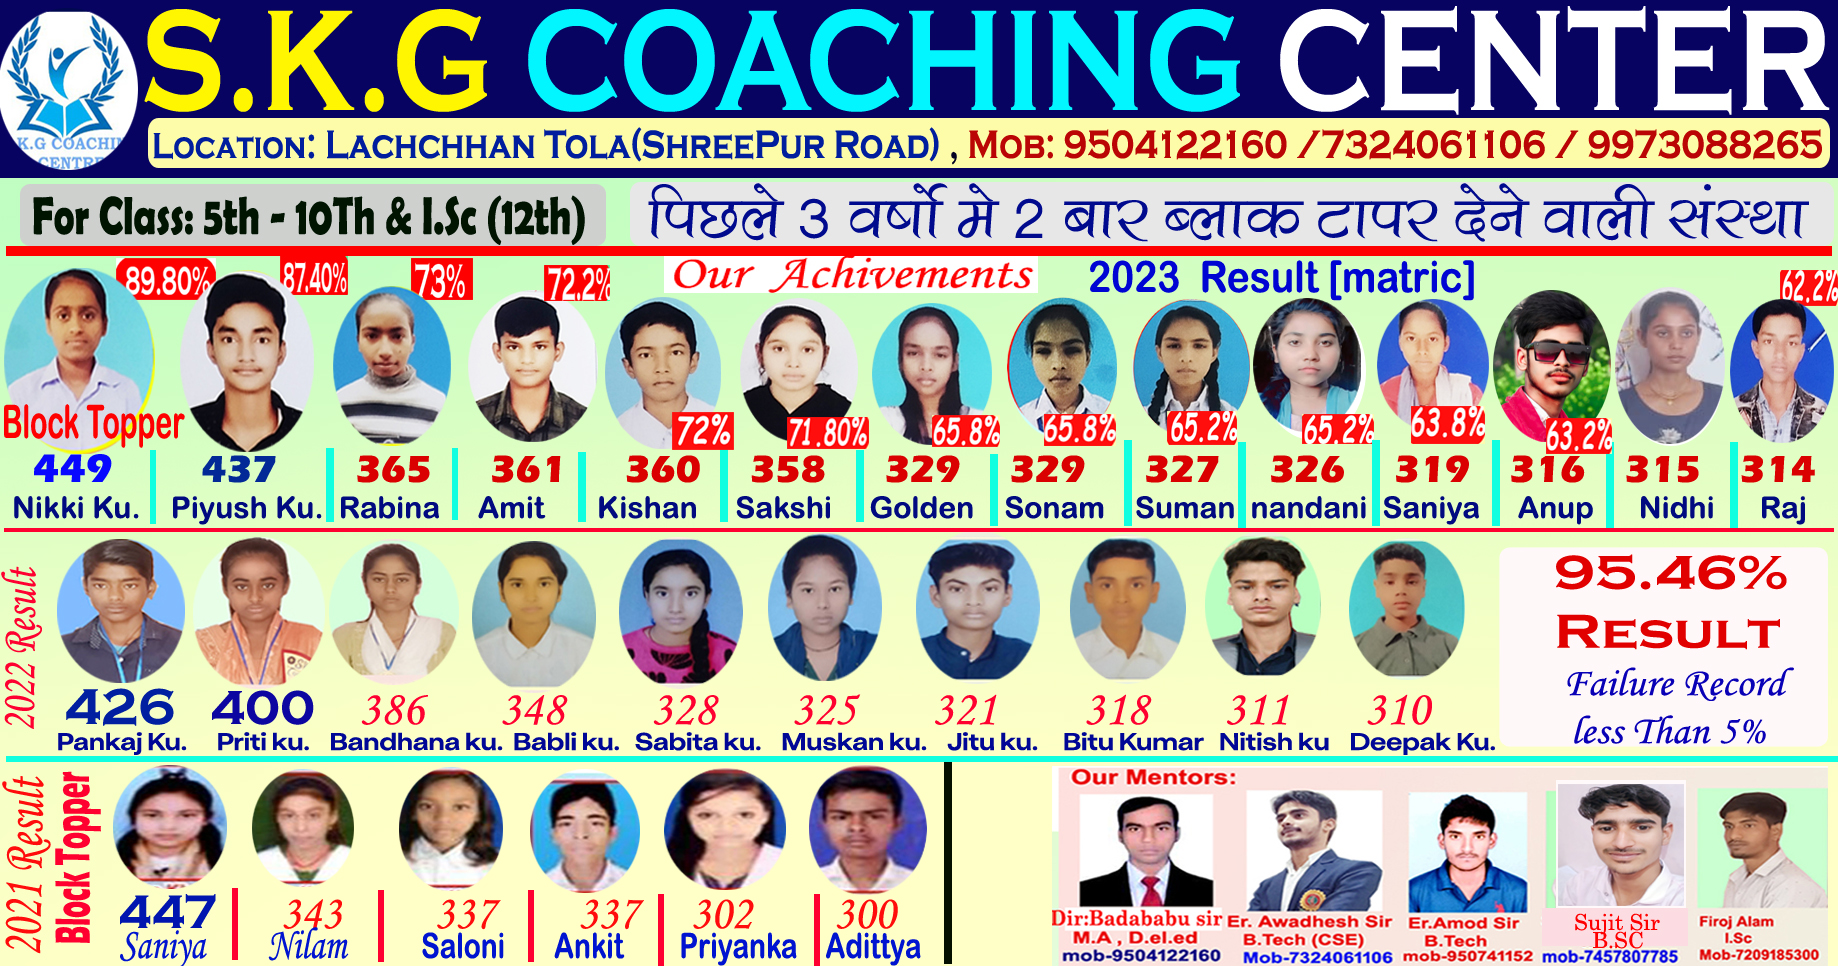 S.K.G COACHING CENTER
K.G COACHIN
CENTRE
Location: Lachchhan Tola(ShreePur Road) , Mob: 9504122160 /7324061106 / 9973088265
For Class: 5th - 10Th & I.Sc (12th)
पिछले 3 वर्षो मे 2 बार ब्लाक टापर देने वाली संस्था
Our Achivements
2023 Result [matric]
89.80% 87.40% 73% 72.2% 62.2%
Block Topper
72% 71.80% 65.8% 65.8% 65.2% 65.2% 63.8% 63.2%
449 437 365 361 360 358 329 329 327 326 319 316 315 314
Nikki Ku. Piyush Ku. Rabina Amit Kishan Sakshi Golden Sonam Suman nandani Saniya Anup Nidhi Raj
2022 Result
426 400 386 348 328 325 321 318 311 310
Pankaj Ku. Priti ku. Bandhana ku. Babli ku. Sabita ku. Muskan ku. Jitu ku. Bitu Kumar Nitish ku Deepak Ku.
95.46%
Result
Failure Record
less Than 5%
2021 Result
Block Topper
447 343 337 337 302 300
Saniya Nilam Saloni Ankit Priyanka Adittya
Our Mentors:
Dir:Badababu sir
M.A , D.el.ed
mob-9504122160
Er. Awadhesh Sir
B.Tech (CSE)
Mob-7324061106
Er.Amod Sir
B.Tech
mob-950741152
Sujit Sir
B.SC
mob-7457807785
Firoj Alam
I.Sc
Mob-7209185300